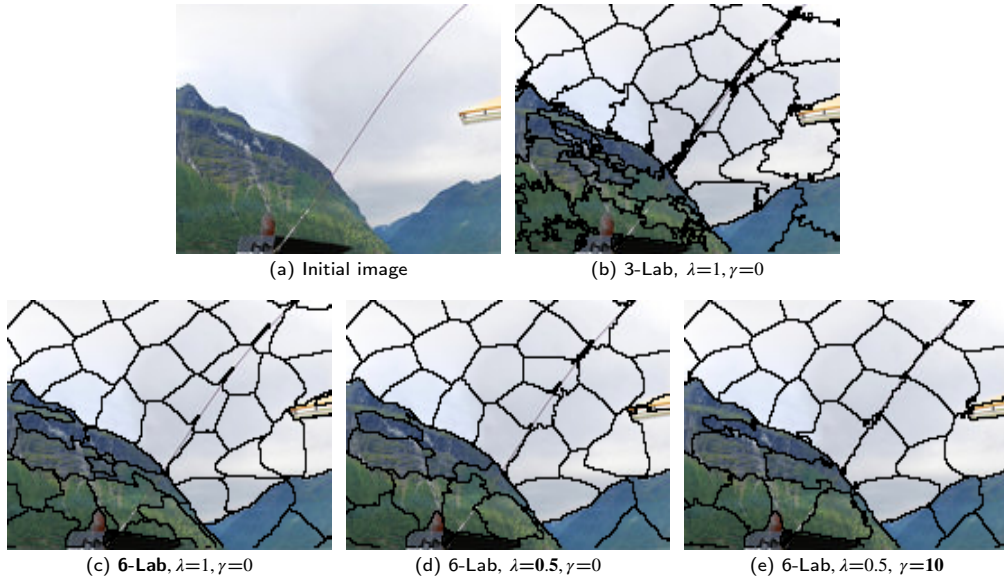 (a) Initial image
(b) 3-Lab, λ=1, γ=0
(c) 6-Lab, λ=1, γ=0
(d) 6-Lab, λ=0.5, γ=0
(e) 6-Lab, λ=0.5, γ=10